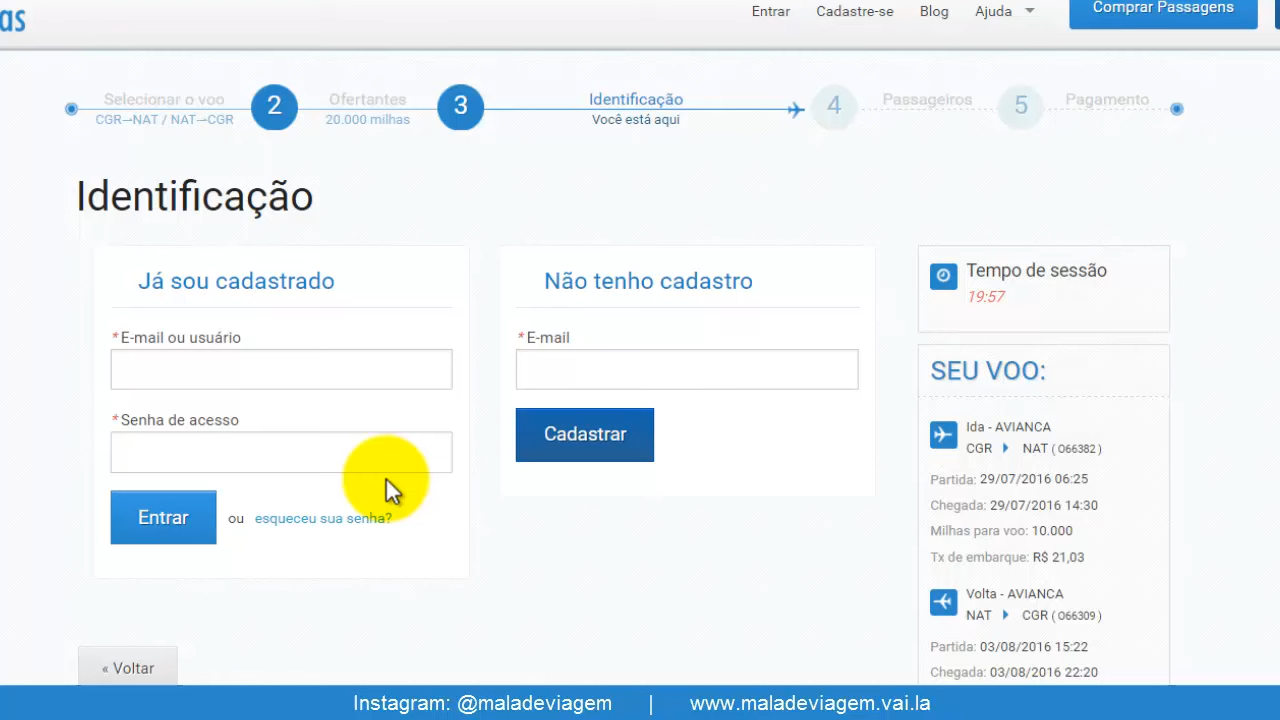 as
Entrar Cadastre-se Blog Ajuda Comprar Passagens
Selecionar o voo
CGR→NAT / NAT→CGR
2
Ofertantes
20.000 milhas
3
Identificação
Você está aqui
4
Passageiros
5
Pagamento
Identificação
Já sou cadastrado
* E-mail ou usuário
* Senha de acesso
Entrar ou esqueceu sua senha?
Não tenho cadastro
* E-mail
Cadastrar
Tempo de sessão
19:57
SEU VOO:
Ida - AVIANCA
CGR NAT ( O66382 )
Partida: 29/07/2016 06:25
Chegada: 29/07/2016 14:30
Milhas para voo: 10.000
Tx de embarque: R$ 21,03
Volta - AVIANCA
NAT CGR ( O66309 )
Partida: 03/08/2016 15:22
Chegada: 03/08/2016 22:20
« Voltar
Instagram: @maladeviagem | www.maladeviagem.vai.la